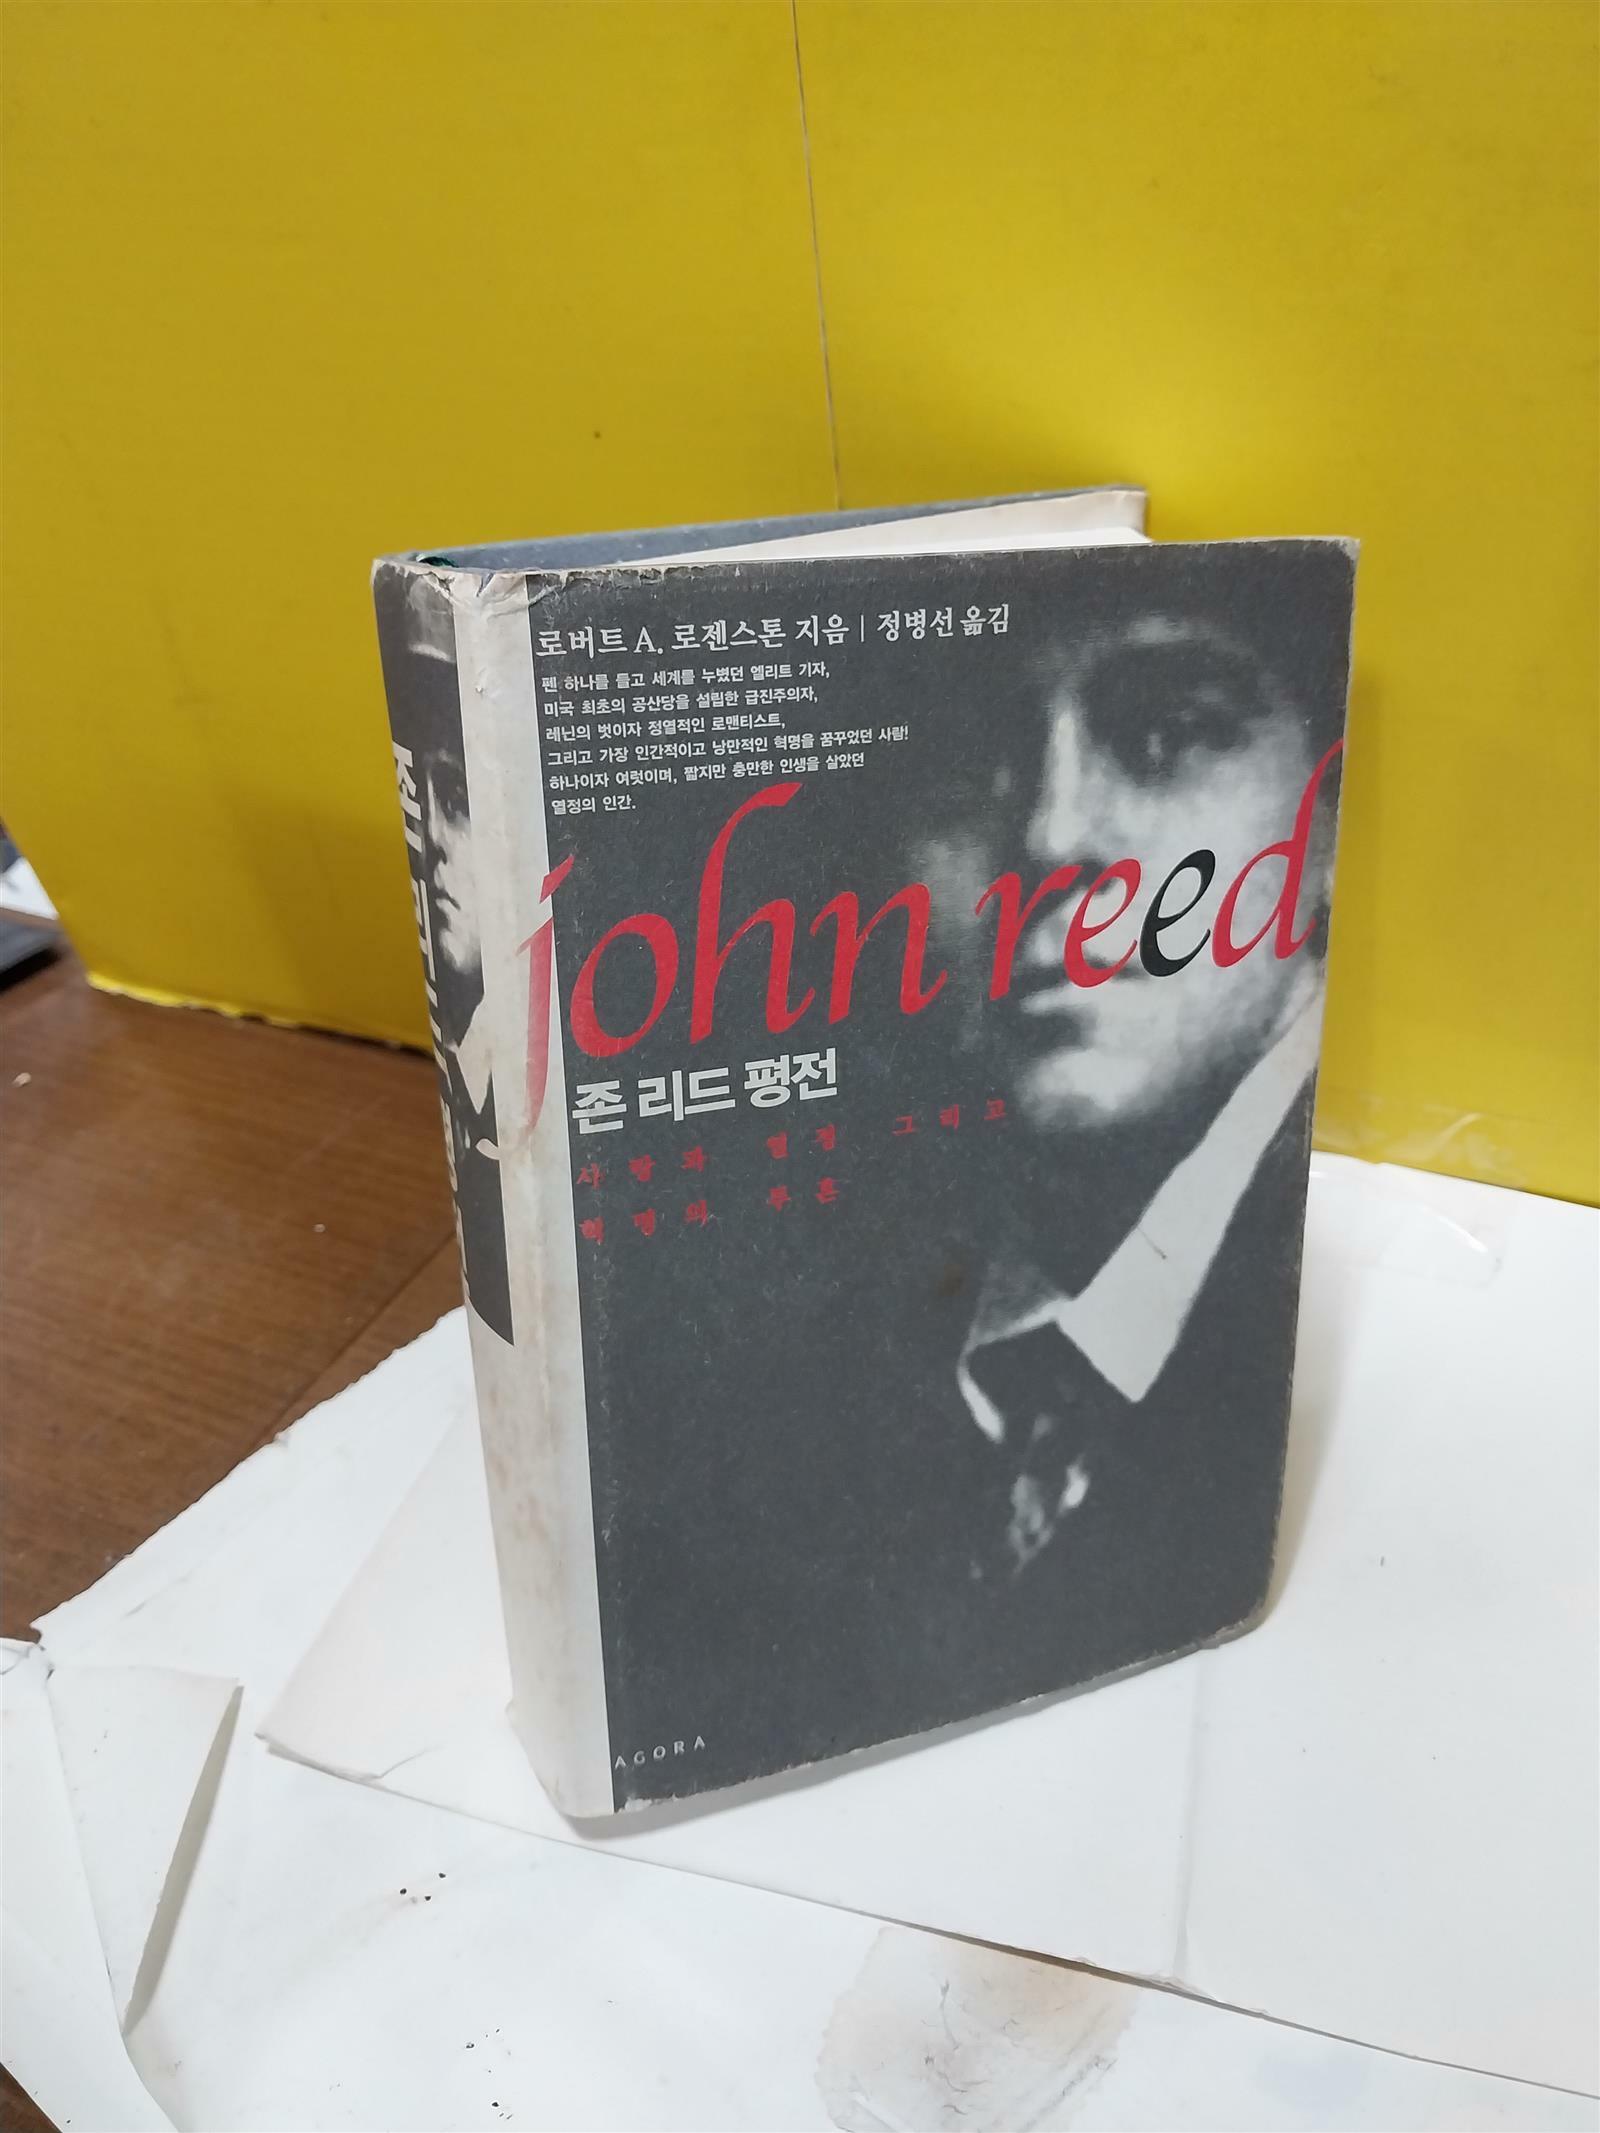 로버트 A. 로젠스톤 지음 | 정병선 옮김
펜 하나를 들고 세계를 누볐던 엘리트 기자,
미국 최초의 공산당을 설립한 급진주의자,
레닌의 벗이자 정열적인 로맨티스트,
그리고 가장 인간적이고 낭만적인 혁명을 꿈꾸었던 사람!
하나이자 여럿이며, 짧지만 충만한 인생을 살았던
열정의 인간.
john reed
존 리드 평전
사랑과 열정 그리고
혁명의 투혼
AGORA
존 리드 평전